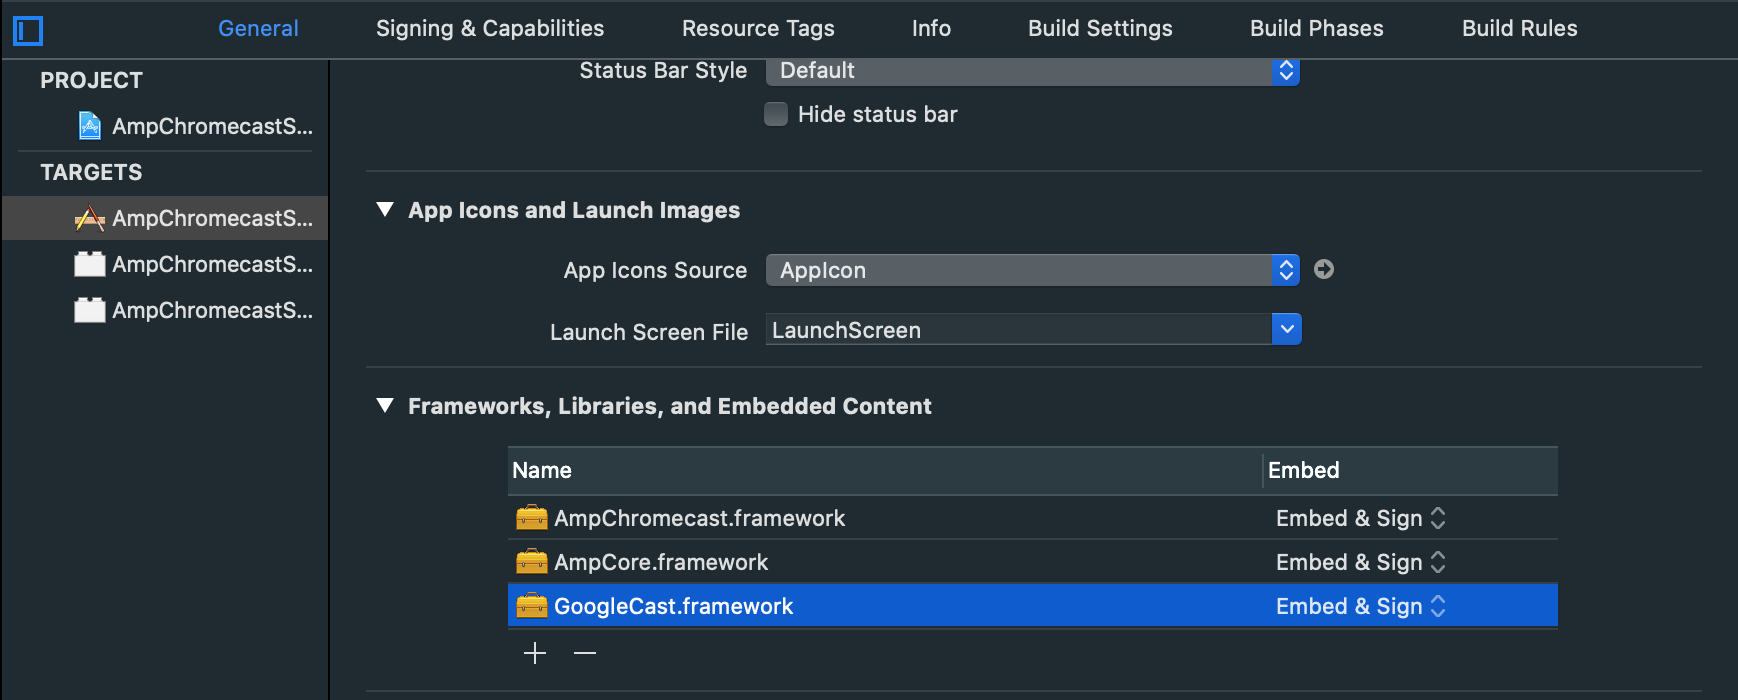 General Signing & Capabilities Resource Tags Info Build Settings Build Phases Build Rules
PROJECT
AmpChromecastS...
TARGETS
AmpChromecastS...
AmpChromecastS...
AmpChromecastS...
Status Bar Style Default
Hide status bar
App Icons and Launch Images
App Icons Source AppIcon
Launch Screen File LaunchScreen
Frameworks, Libraries, and Embedded Content
Name Embed
AmpChromecast.framework Embed & Sign
AmpCore.framework Embed & Sign
GoogleCast.framework Embed & Sign